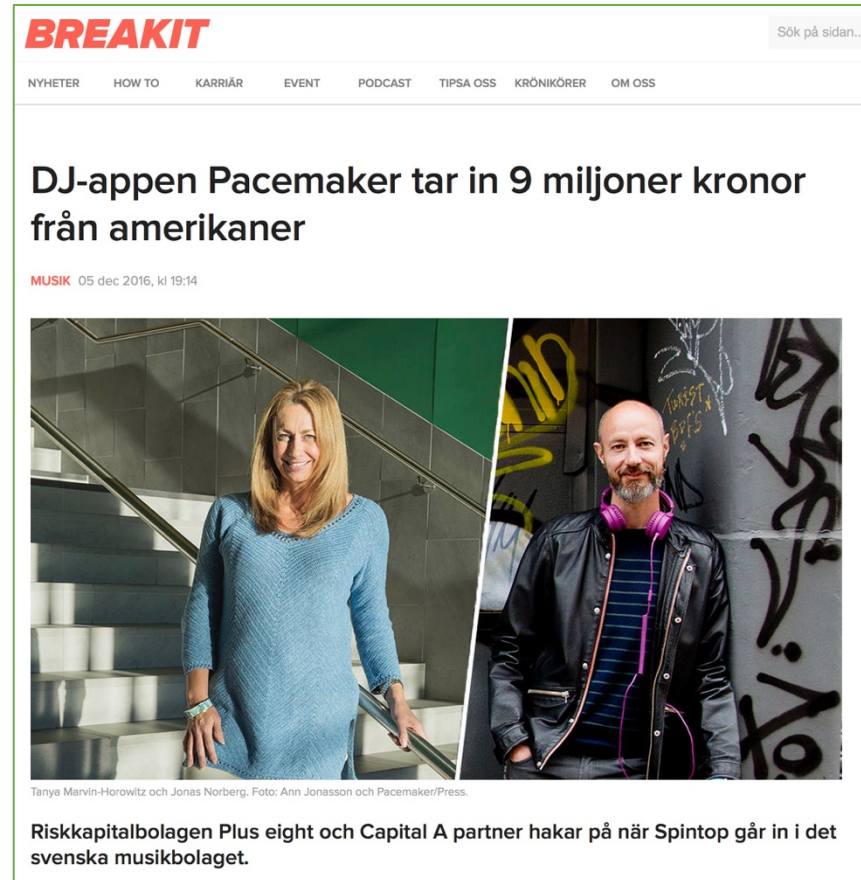 BREAKIT
Sök på sidan...
NYHETER HOW TO KARRIÄR EVENT PODCAST TIPSA OSS KRÖNIKÖRER OM OSS
DJ-appen Pacemaker tar in 9 miljoner kronor
från amerikaner
MUSIK 05 dec 2016, kl 19:14
Tanya Marvin-Horowitz och Jonas Norberg. Foto: Ann Jonasson och Pacemaker/Press.
Riskkapitalbolagen Plus eight och Capital A partner hakar på när Spintop går in i det
svenska musikbolaget.